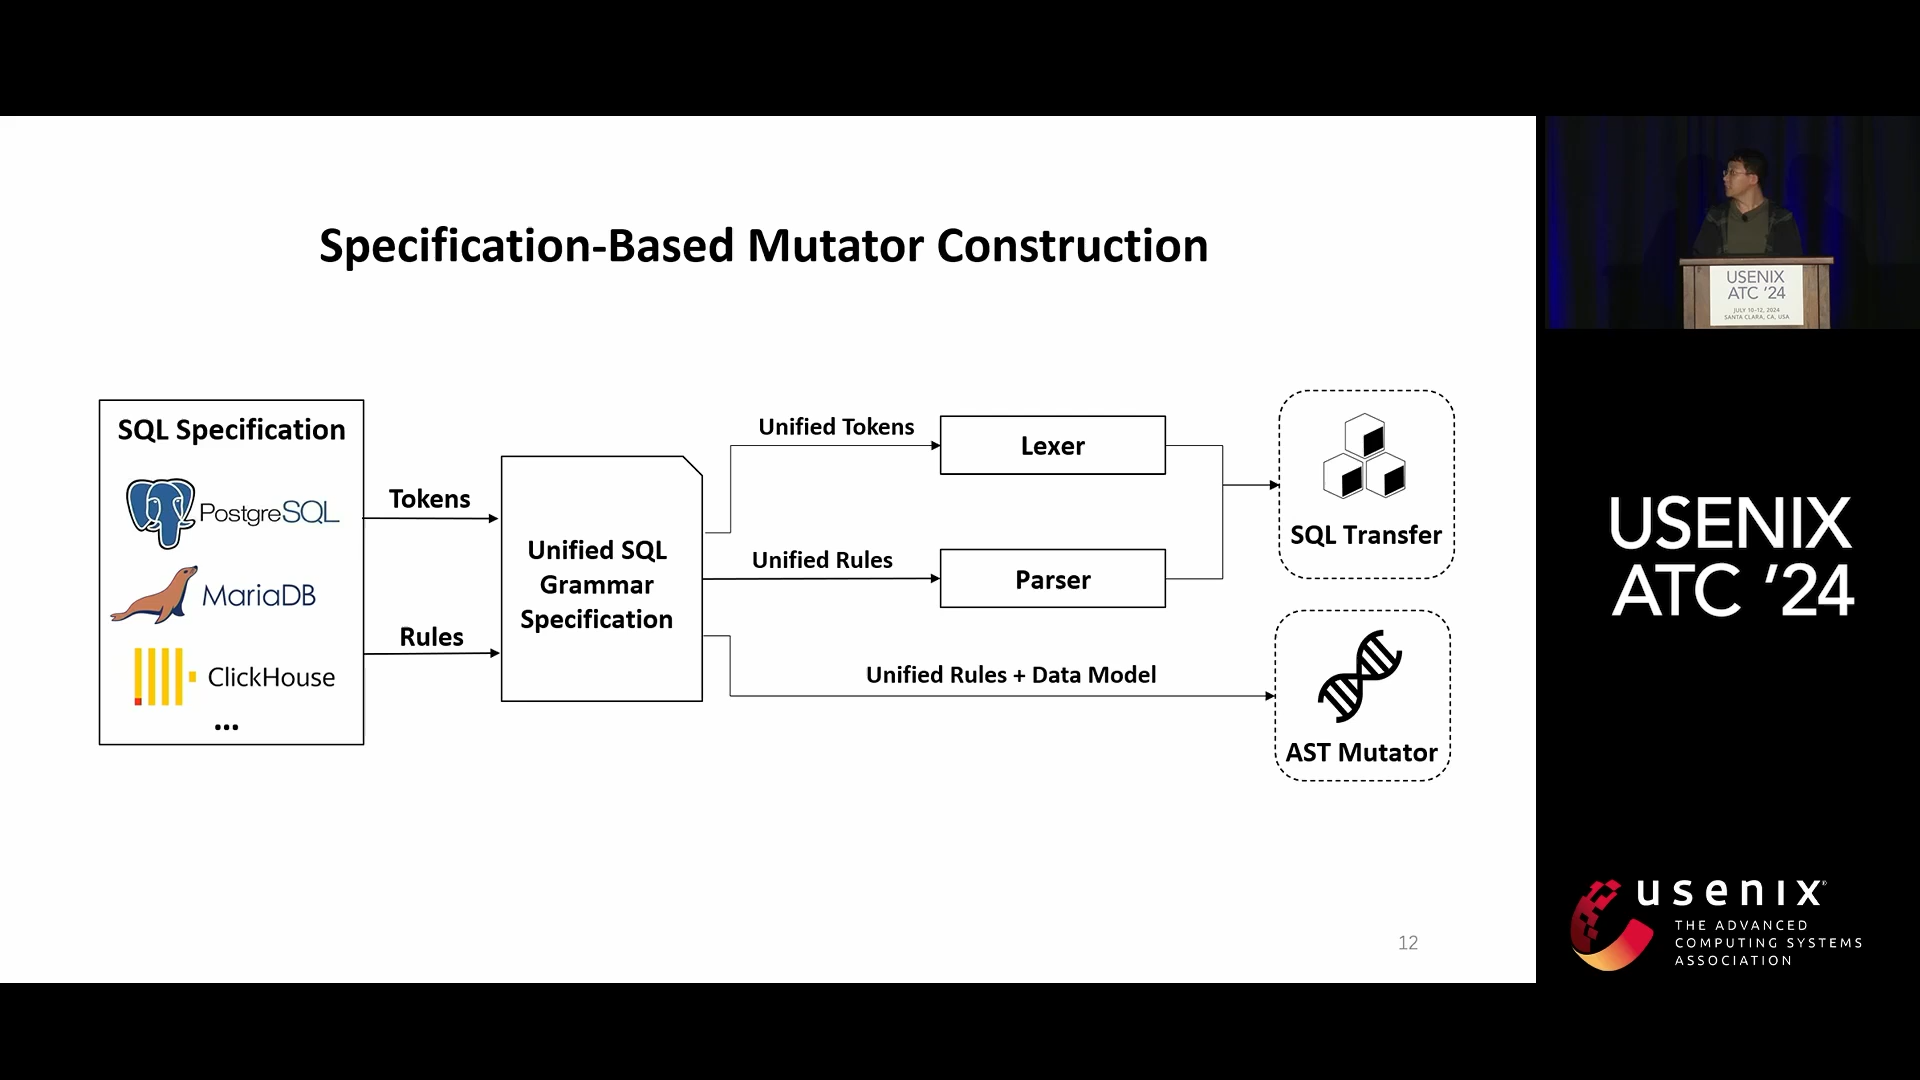 Specification-Based Mutator Construction
SQL Specification
PostgreSQL
MariaDB
ClickHouse
...
Tokens
Rules
Unified SQL
Grammar
Specification
Unified Tokens
Unified Rules
Unified Rules + Data Model
Lexer
Parser
SQL Transfer
AST Mutator
12
USENIX
ATC '24
JULY 10–12, 2024
SANTA CLARA, CA, USA
USENIX
ATC '24
usenix®
THE ADVANCED
COMPUTING SYSTEMS
ASSOCIATION